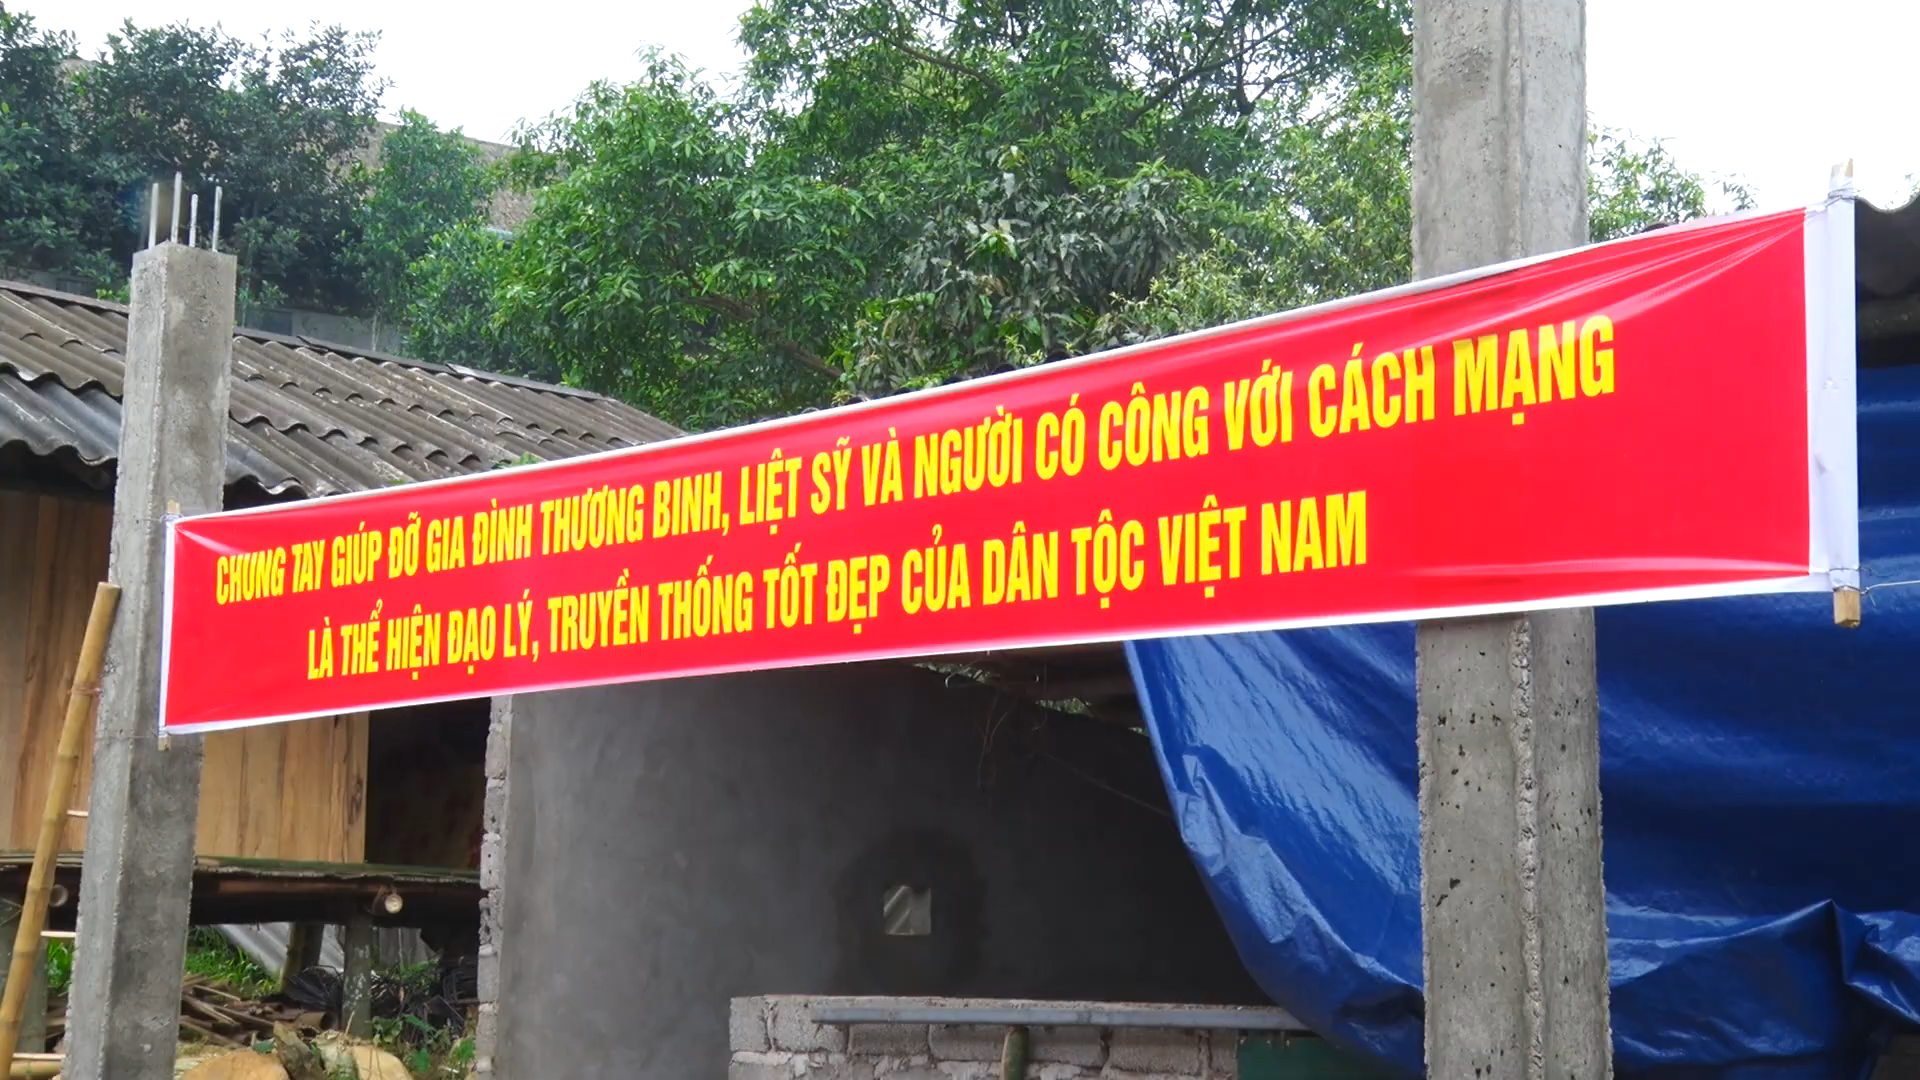 CHUNG TAY GIÚP ĐỠ GIA ĐÌNH THƯƠNG BINH, LIỆT SỸ VÀ NGƯỜI CÓ CÔNG VỚI CÁCH MẠNG
LÀ THỂ HIỆN ĐẠO LÝ, TRUYỀN THỐNG TỐT ĐẸP CỦA DÂN TỘC VIỆT NAM